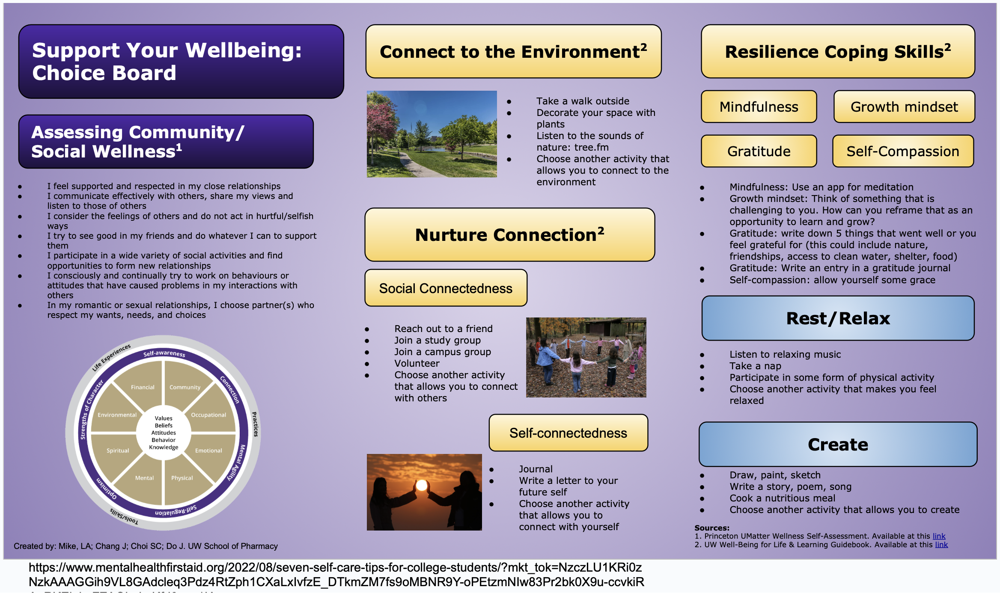 Support Your Wellbeing:
Choice Board
Assessing Community/
Social Wellness1
● I feel supported and respected in my close relationships
● I communicate effectively with others, share my views and
listen to those of others
● I consider the feelings of others and do not act in hurtful/selfish
ways
● I try to see good in my friends and do whatever I can to support
them
● I participate in a wide variety of social activities and find
opportunities to form new relationships
● I consciously and continually try to work on behaviours or
attitudes that have caused problems in my interactions with
others
● In my romantic or sexual relationships, I choose partner(s) who
respect my wants, needs, and choices
Life Experiences
Practices
Tools/Skills
Self-awareness
Connection
Mental Agility
Self-Regulation
Optimism
Strengths of Character
Financial
Community
Occupational
Emotional
Physical
Mental
Spiritual
Environmental
Values
Beliefs
Attitudes
Behavior
Knowledge
Created by: Mike, LA; Chang J; Choi SC; Do J. UW School of Pharmacy
Connect to the Environment2
● Take a walk outside
● Decorate your space with
plants
● Listen to the sounds of
nature: tree.fm
● Choose another activity that
allows you to connect to the
environment
Nurture Connection2
Social Connectedness
● Reach out to a friend
● Join a study group
● Join a campus group
● Volunteer
● Choose another activity
that allows you to connect
with others
Self-connectedness
● Journal
● Write a letter to your
future self
● Choose another activity
that allows you to
connect with yourself
Resilience Coping Skills2
Mindfulness
Growth mindset
Gratitude
Self-Compassion
● Mindfulness: Use an app for meditation
● Growth mindset: Think of something that is
challenging to you. How can you reframe that as an
opportunity to learn and grow?
● Gratitude: write down 5 things that went well or you
feel grateful for (this could include nature,
friendships, access to clean water, shelter, food)
● Gratitude: Write an entry in a gratitude journal
● Self-compassion: allow yourself some grace
Rest/Relax
● Listen to relaxing music
● Take a nap
● Participate in some form of physical activity
● Choose another activity that makes you feel
relaxed
Create
● Draw, paint, sketch
● Write a story, poem, song
● Cook a nutritious meal
● Choose another activity that allows you to create
Sources:
1. Princeton UMatter Wellness Self-Assessment. Available at this link
2. UW Well-Being for Life & Learning Guidebook. Available at this link
https://www.mentalhealthfirstaid.org/2022/08/seven-self-care-tips-for-college-students/?mkt_tok=NzczLU1KRi0z
NzkAAAGGih9VL8GAdcleq3Pdz4RtZph1CXaLxIvfzE_DTkmZM7fs9oMBNR9Y-oPEtzmNIw83Pr2bk0X9u-ccvkiR